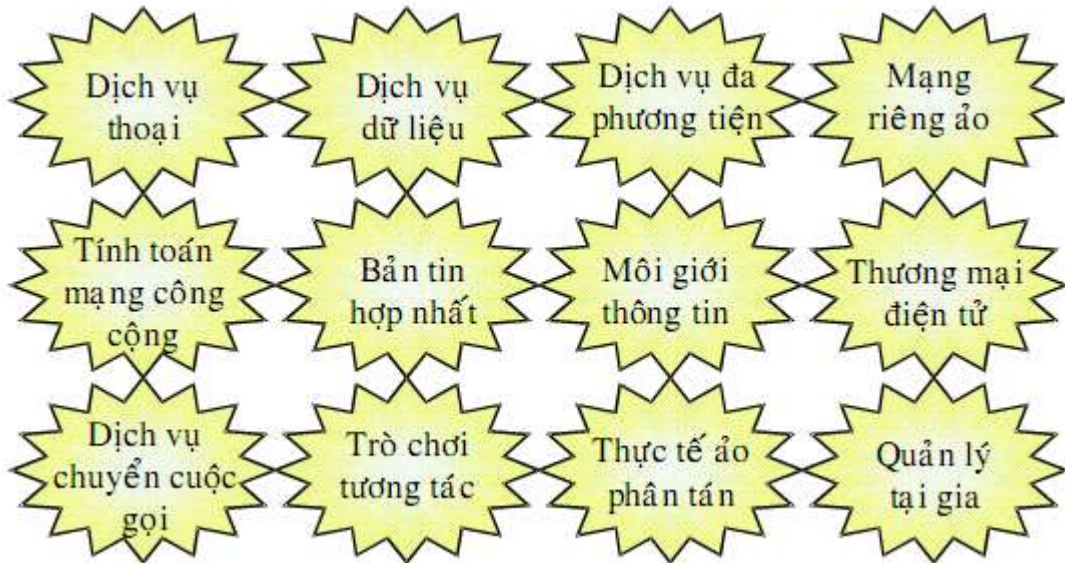 Dịch vụ
thoại
Dịch vụ
dữ liệu
Dịch vụ đa
phương tiện
Mạng
riêng ảo
Tính toán
mạng công
cộng
Bản tin
hợp nhất
Môi giới
thông tin
Thương mại
điện tử
Dịch vụ
chuyển cuộc
gọi
Trò chơi
tương tác
Thực tế ảo
phân tán
Quản lý
tại gia